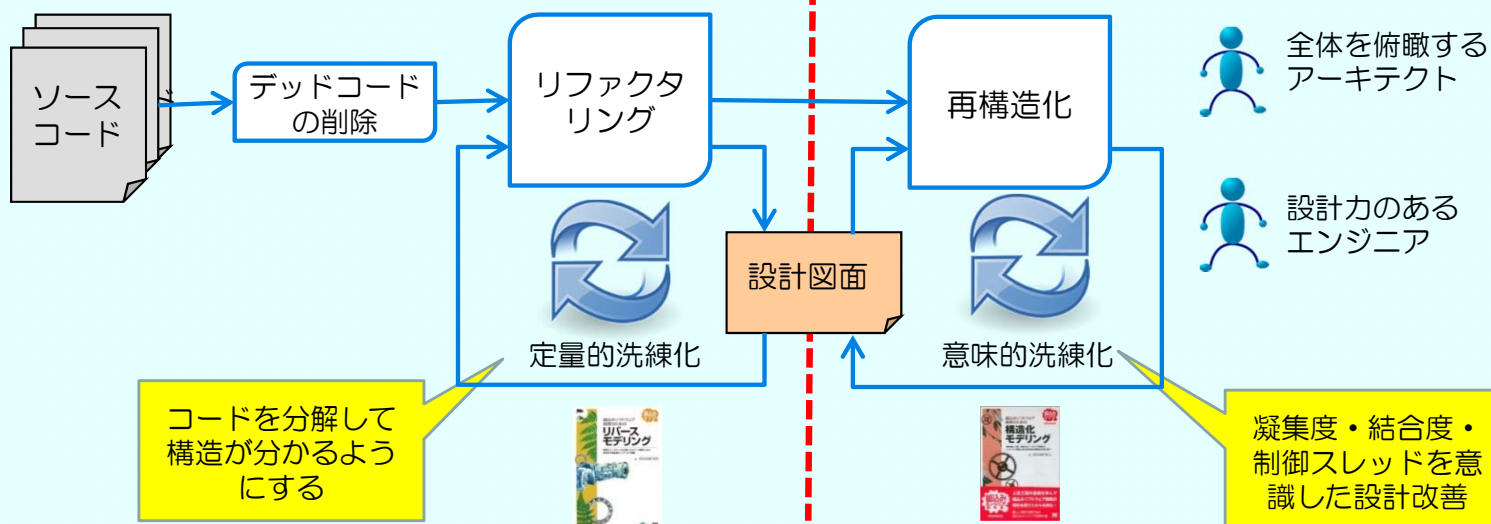 ソース
コード
デッドコード
の削除
リファクタ
リング
再構造化
全体を俯瞰する
アーキテクト
設計力のある
エンジニア
設計図面
定量的洗練化
意味的洗練化
コードを分解して
構造が分かるよう
にする
リバース
モデリング
構造化
モデリング
凝集度・結合度・
制御スレッドを意
識した設計改善